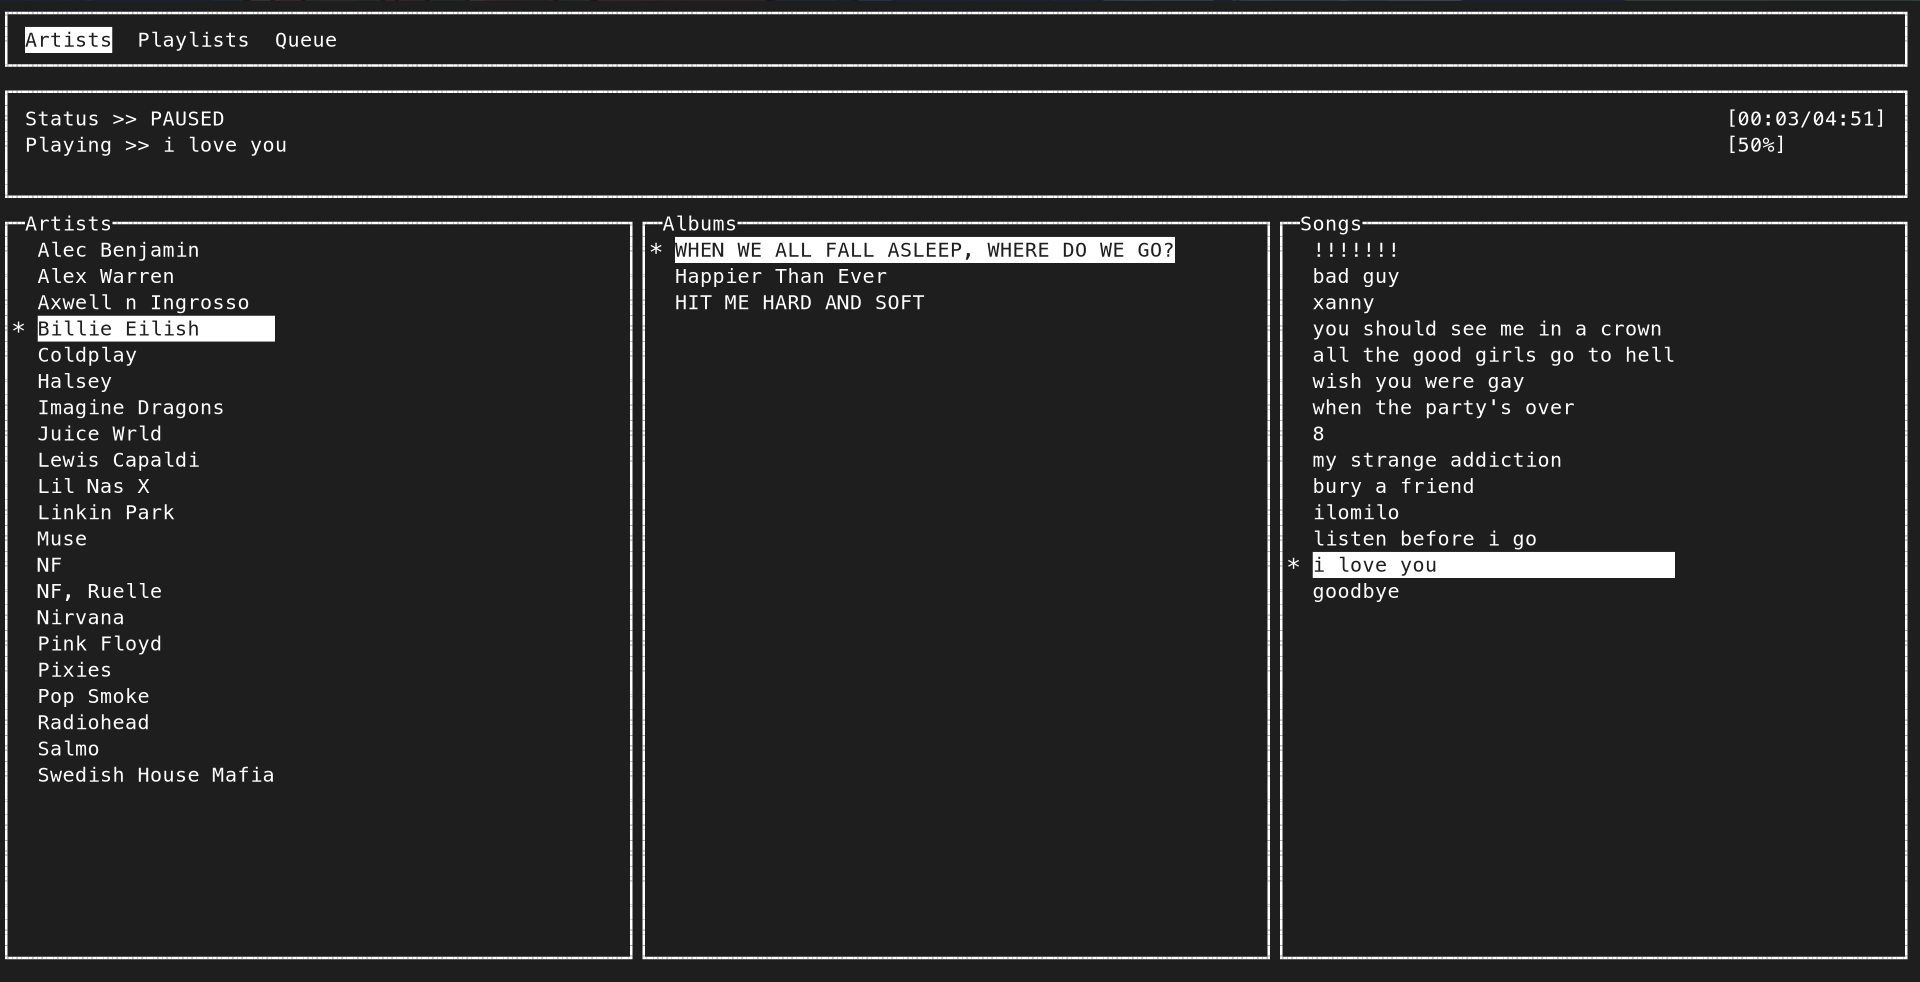 Artists  Playlists  Queue
Status >> PAUSED [00:03/04:51]
Playing >> i love you [50%]
Artists
Alec Benjamin
Alex Warren
Axwell n Ingrosso
* Billie Eilish
Coldplay
Halsey
Imagine Dragons
Juice Wrld
Lewis Capaldi
Lil Nas X
Linkin Park
Muse
NF
NF, Ruelle
Nirvana
Pink Floyd
Pixies
Pop Smoke
Radiohead
Salmo
Swedish House Mafia
Albums
* WHEN WE ALL FALL ASLEEP, WHERE DO WE GO?
Happier Than Ever
HIT ME HARD AND SOFT
Songs
!!!!!!!
bad guy
xanny
you should see me in a crown
all the good girls go to hell
wish you were gay
when the party's over
8
my strange addiction
bury a friend
ilomilo
listen before i go
* i love you
goodbye